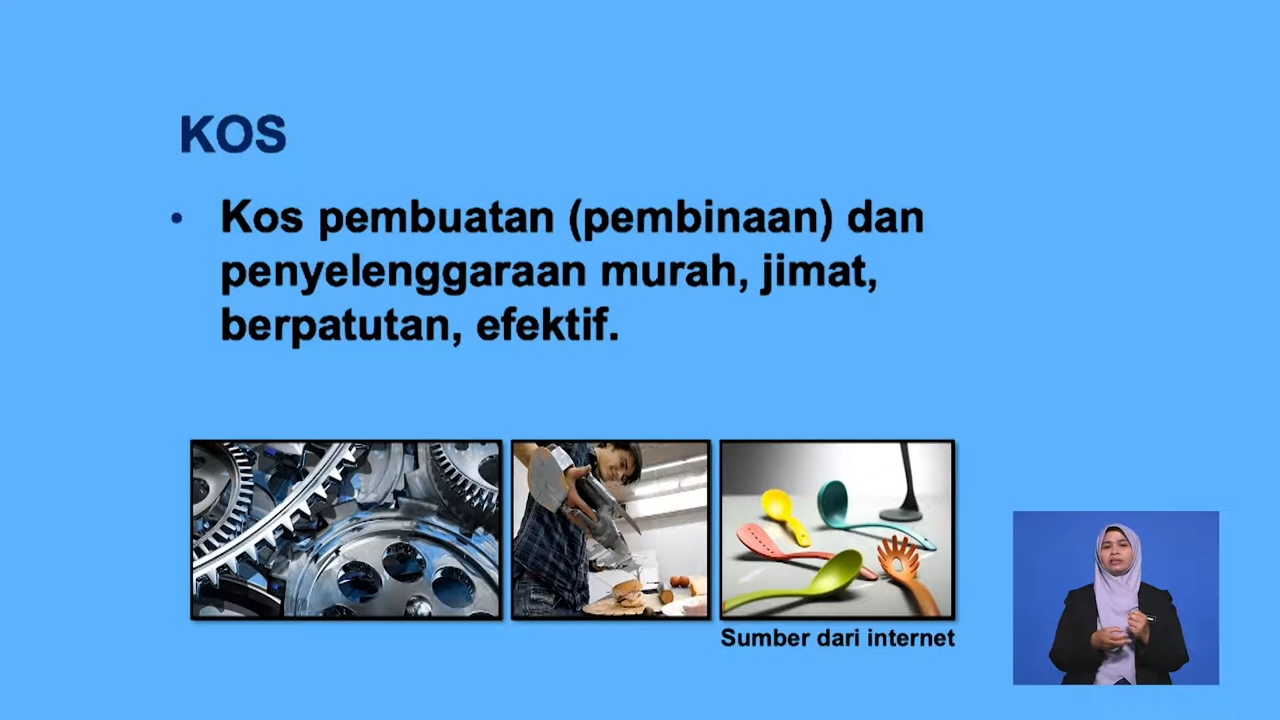 KOS
• Kos pembuatan (pembinaan) dan
penyelenggaraan murah, jimat,
berpatutan, efektif.
Sumber dari internet